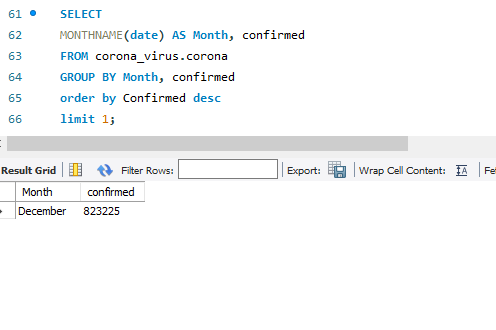 61 SELECT
62 MONTHNAME(date) AS Month, confirmed
63 FROM corona_virus.corona
64 GROUP BY Month, confirmed
65 order by Confirmed desc
66 limit 1;
Result Grid Filter Rows: Export: Wrap Cell Content:
Month confirmed
December 823225